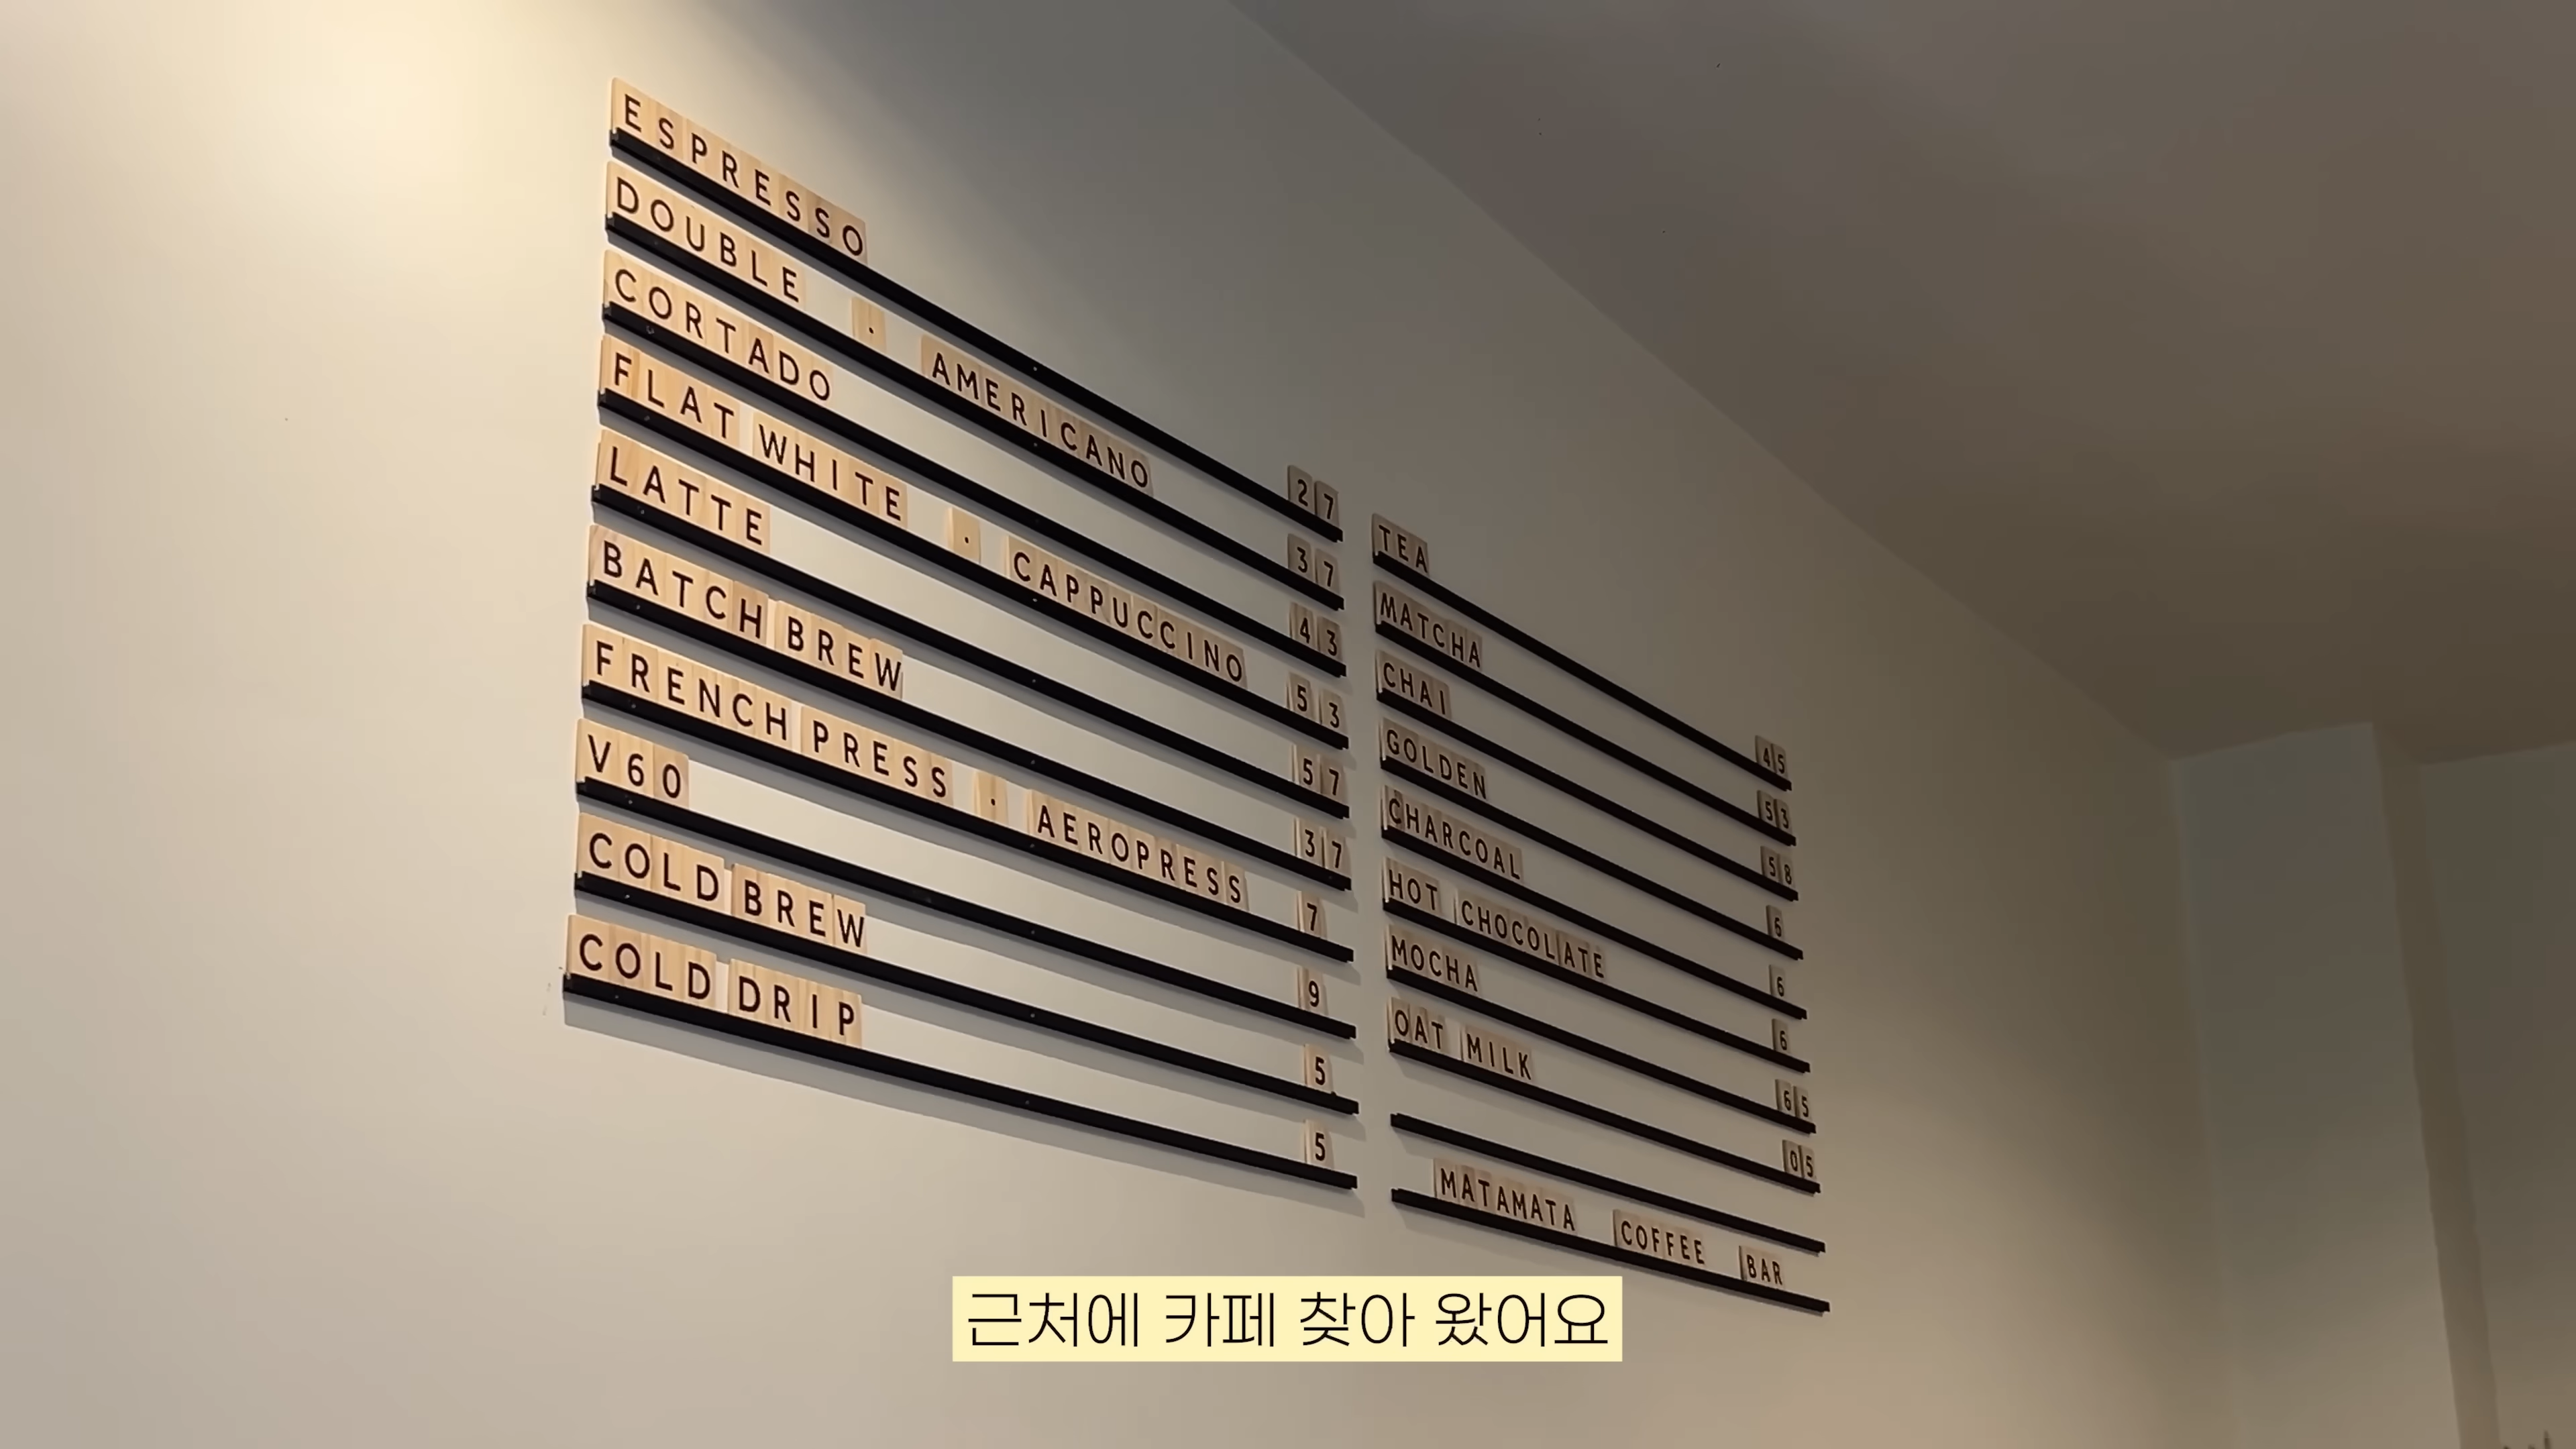 ESPRESSO 27
DOUBLE . AMERICANO 37
CORTADO 43
FLAT WHITE . CAPPUCCINO 53
LATTE 57
BATCH BREW 37
FRENCH PRESS . AEROPRESS 7
V60 9
COLD BREW 5
COLD DRIP 5
TEA 45
MATCHA 53
CHAI 58
GOLDEN 6
CHARCOAL 6
HOT CHOCOLATE 6
MOCHA 65
OAT MILK 05
MATAMATA COFFEE BAR
근처에 카페 찾아 왔어요